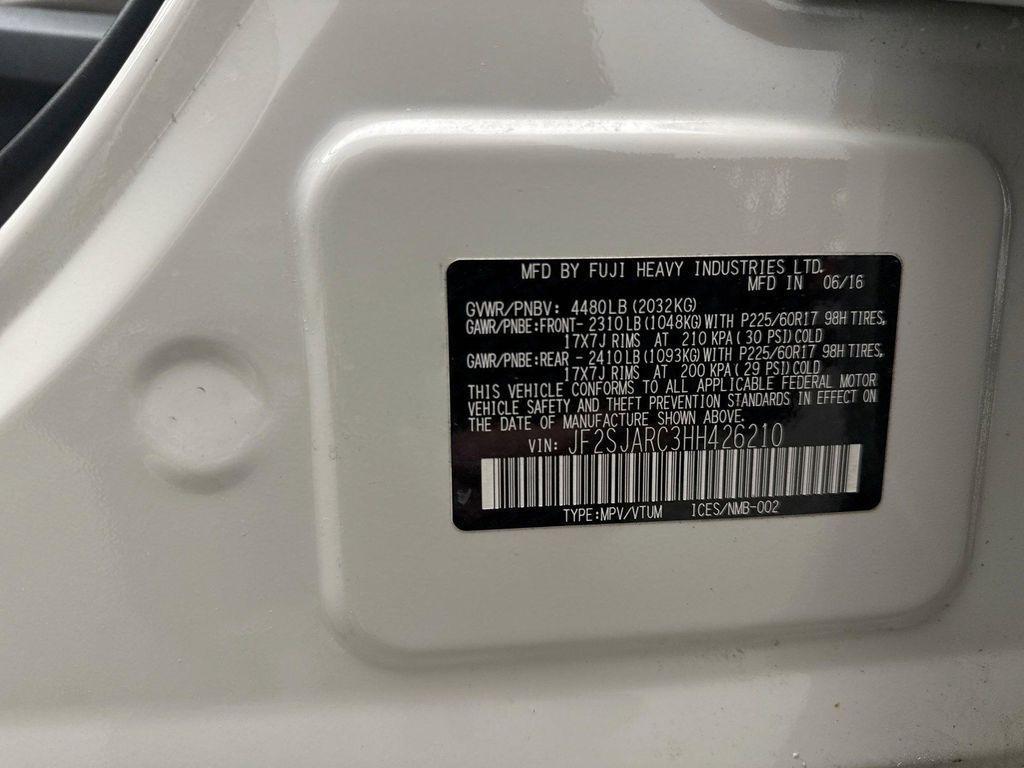 MFD BY FUJI HEAVY INDUSTRIES LTD.
MFD IN 06/16
GVWR/PNBV: 4480LB (2032KG)
GAWR/PNBE:FRONT- 2310LB (1048KG) WITH P225/60R17 98H TIRES,
17X7J RIMS AT 210 KPA ( 30 PSI) COLD
GAWR/PNBE:REAR - 2410LB (1093KG) WITH P225/60R17 98H TIRES,
17X7J RIMS AT 200 KPA ( 29 PSI) COLD
THIS VEHICLE CONFORMS TO ALL APPLICABLE FEDERAL MOTOR
VEHICLE SAFETY AND THEFT PREVENTION STANDARDS IN EFFECT ON
THE DATE OF MANUFACTURE SHOWN ABOVE.
VIN: JF2SJARC3HH426210
TYPE:MPV/VTUM ICES/NMB-002